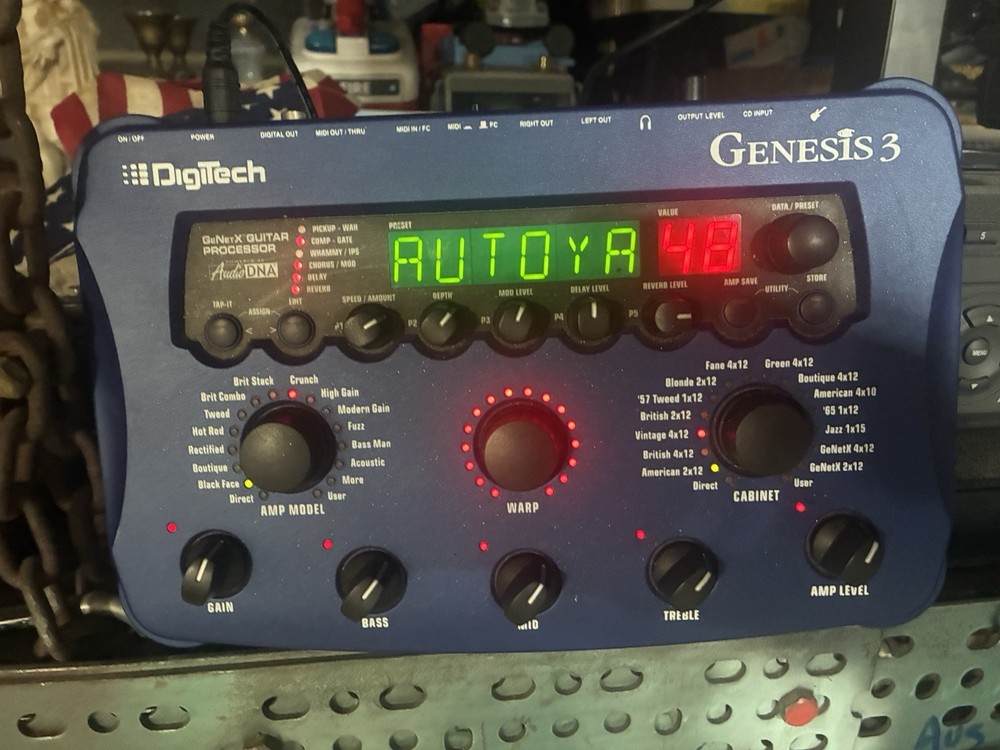 ON / OFF POWER DIGITAL OUT MIDI OUT / THRU MIDI IN / FC MIDI FC RIGHT OUT LEFT OUT OUTPUT LEVEL CD INPUT
DigiTech
GENESIS 3
GeNetX GUITAR
PROCESSOR
POWERED BY
AudioDNA
PICKUP - WAH
COMP - GATE
WHAMMY / IPS
CHORUS / MOD
DELAY
REVERB
PRESET
AUTOYA
VALUE
48
DATA / PRESET
TAP-IT
< ASSIGN >
EDIT
P1 SPEED / AMOUNT
P2 DEPTH
P3 MOD LEVEL
P4 DELAY LEVEL
P5 REVERB LEVEL
AMP SAVE
UTILITY
STORE
Direct
Black Face
Boutique
Rectified
Hot Rod
Tweed
Brit Combo
Brit Stack
Crunch
High Gain
Modern Gain
Fuzz
Bass Man
Acoustic
More
User
AMP MODEL
WARP
Direct
American 2x12
British 4x12
Vintage 4x12
British 2x12
'57 Tweed 1x12
Blonde 2x12
Fane 4x12
Green 4x12
Boutique 4x12
American 4x10
'65 1x12
Jazz 1x15
GeNetX 4x12
GeNetX 2x12
User
CABINET
GAIN
BASS
MID
TREBLE
AMP LEVEL
5
MENU
Aus